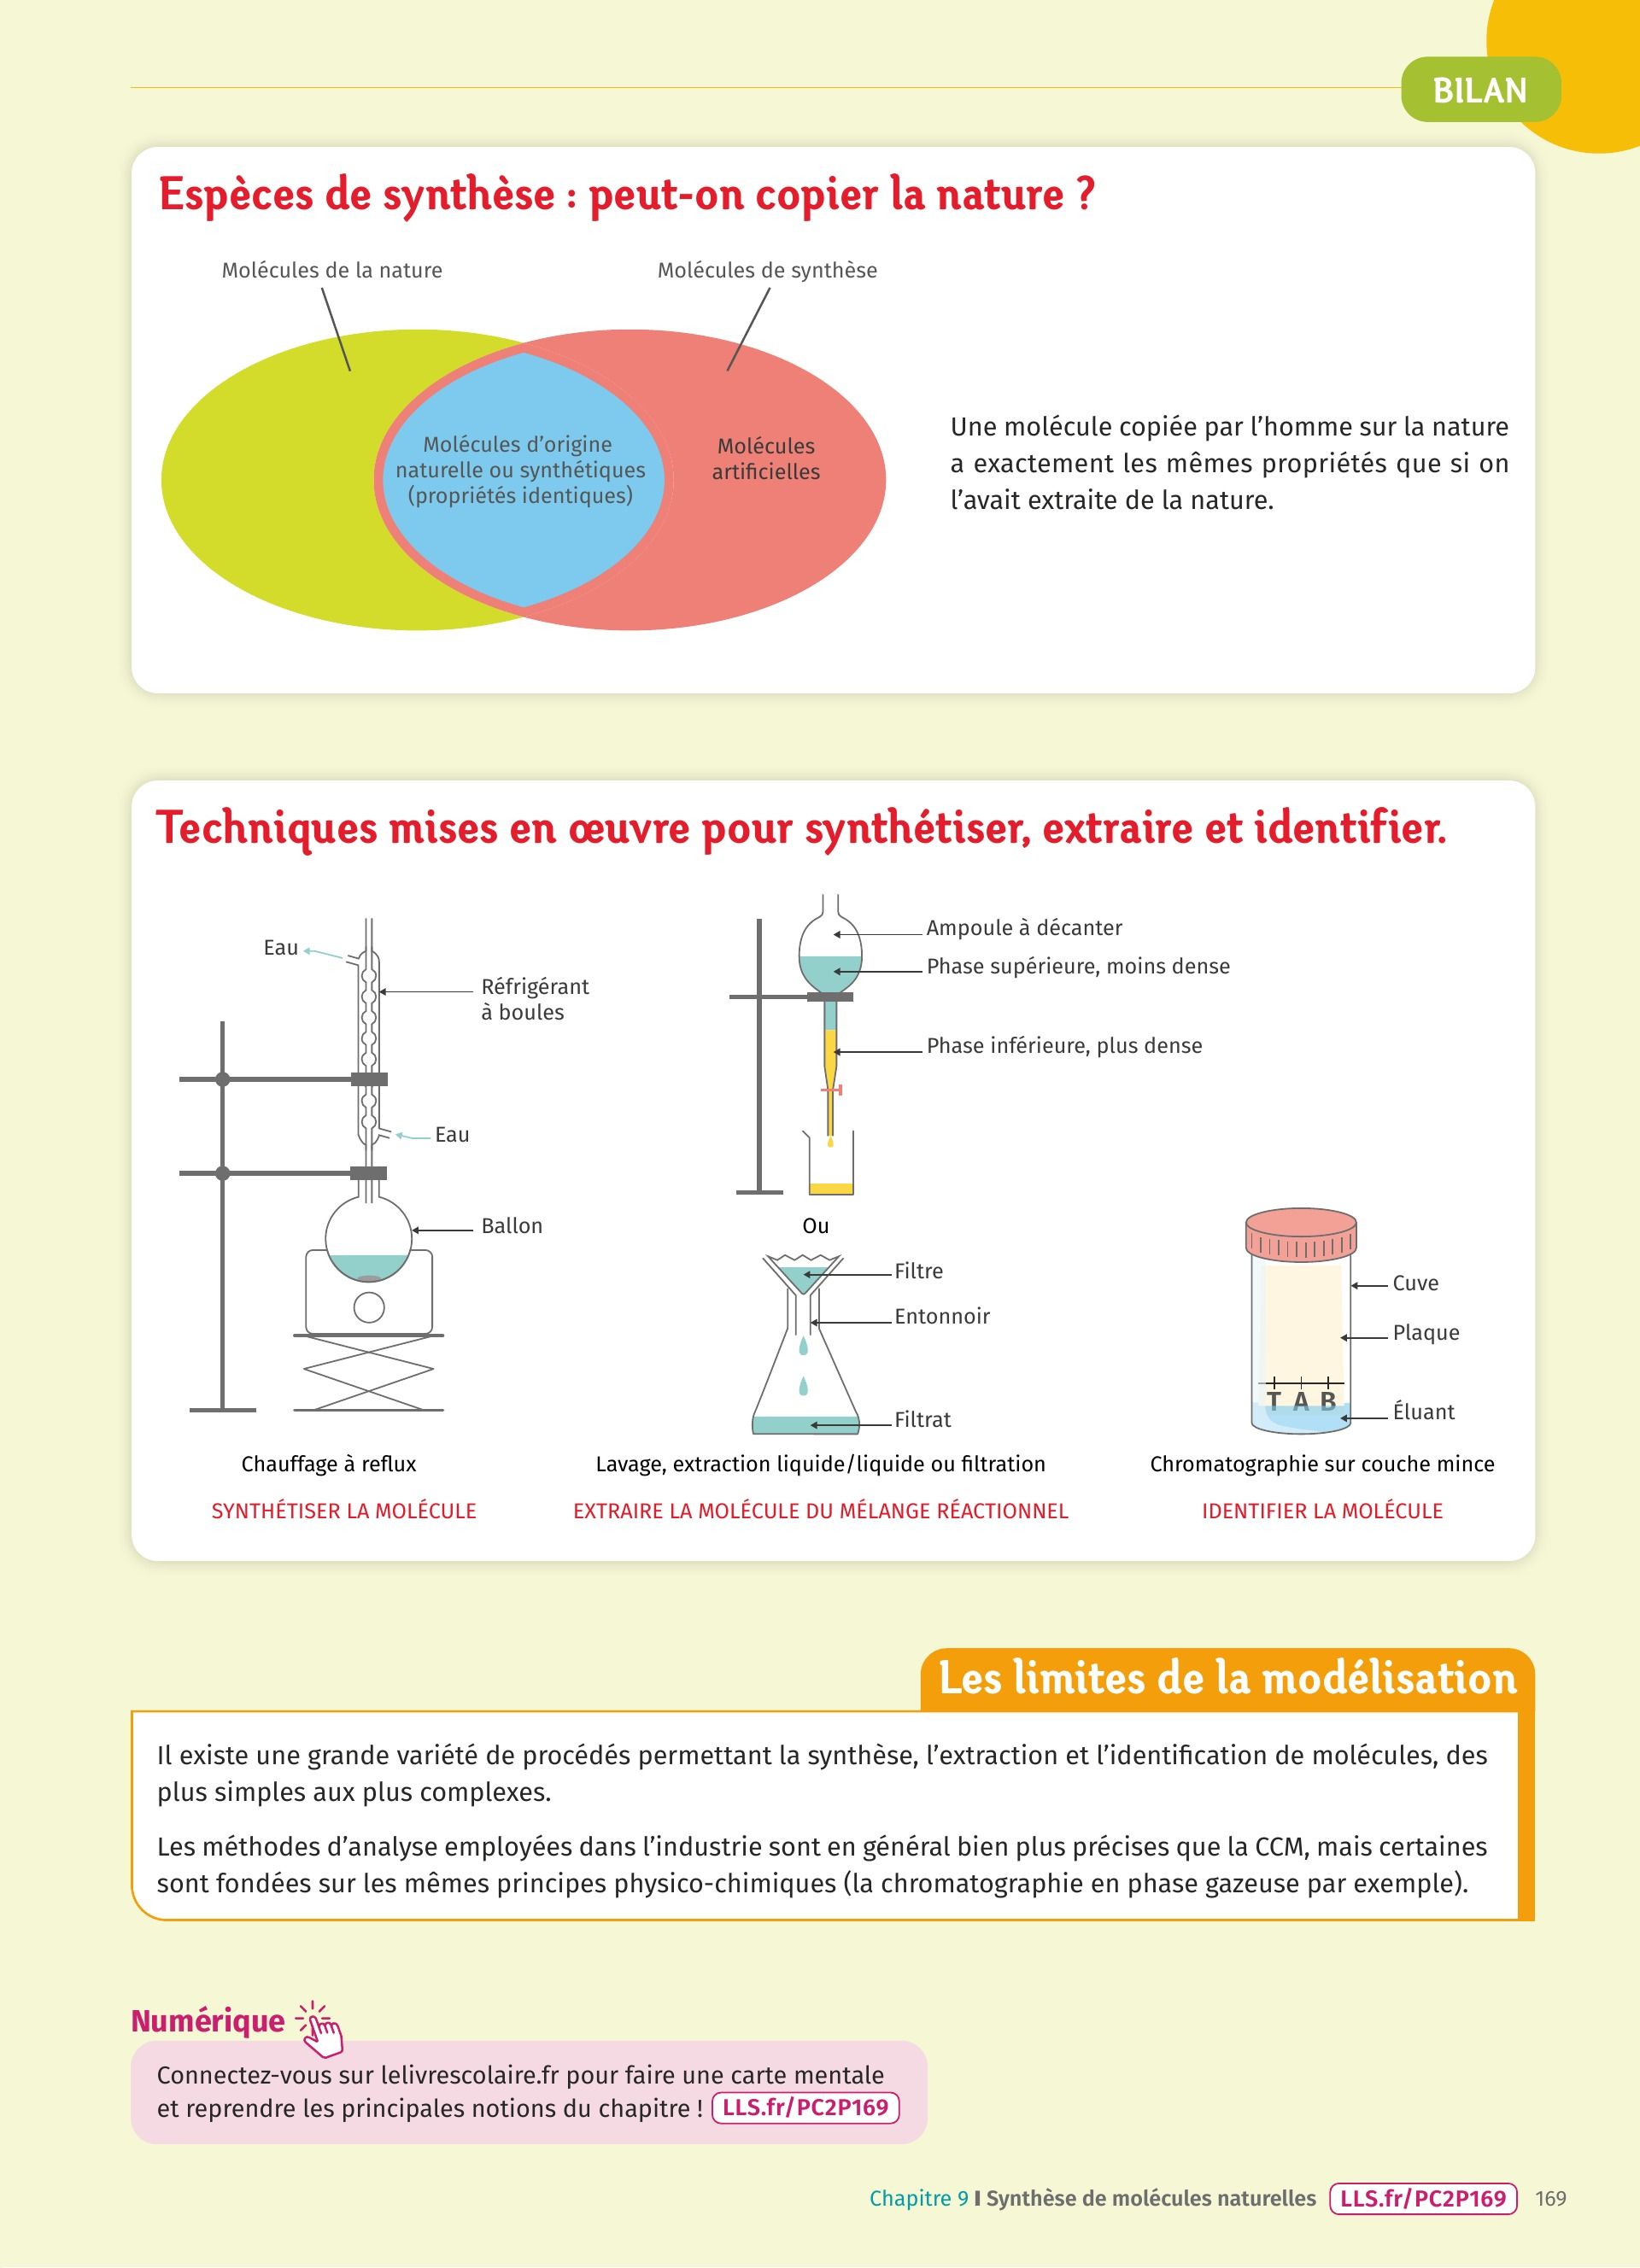 BILAN
Espèces de synthèse : peut-on copier la nature ?
Molécules de la nature
Molécules de synthèse
Molécules d’origine
naturelle ou synthétiques
(propriétés identiques)
Molécules
artificielles
Une molécule copiée par l’homme sur la nature
a exactement les mêmes propriétés que si on
l’avait extraite de la nature.
Techniques mises en œuvre pour synthétiser, extraire et identifier.
Eau
Réfrigérant
à boules
Eau
Ballon
Chauffage à reflux
SYNTHÉTISER LA MOLÉCULE
Ampoule à décanter
Phase supérieure, moins dense
Phase inférieure, plus dense
Ou
Filtre
Entonnoir
Filtrat
Lavage, extraction liquide/liquide ou filtration
EXTRAIRE LA MOLÉCULE DU MÉLANGE RÉACTIONNEL
Cuve
Plaque
T A B
Éluant
Chromatographie sur couche mince
IDENTIFIER LA MOLÉCULE
Les limites de la modélisation
Il existe une grande variété de procédés permettant la synthèse, l’extraction et l’identification de molécules, des
plus simples aux plus complexes.
Les méthodes d’analyse employées dans l’industrie sont en général bien plus précises que la CCM, mais certaines
sont fondées sur les mêmes principes physico-chimiques (la chromatographie en phase gazeuse par exemple).
Numérique
Connectez-vous sur lelivrescolaire.fr pour faire une carte mentale
et reprendre les principales notions du chapitre ! LLS.fr/PC2P169
Chapitre 9 I Synthèse de molécules naturelles LLS.fr/PC2P169 169